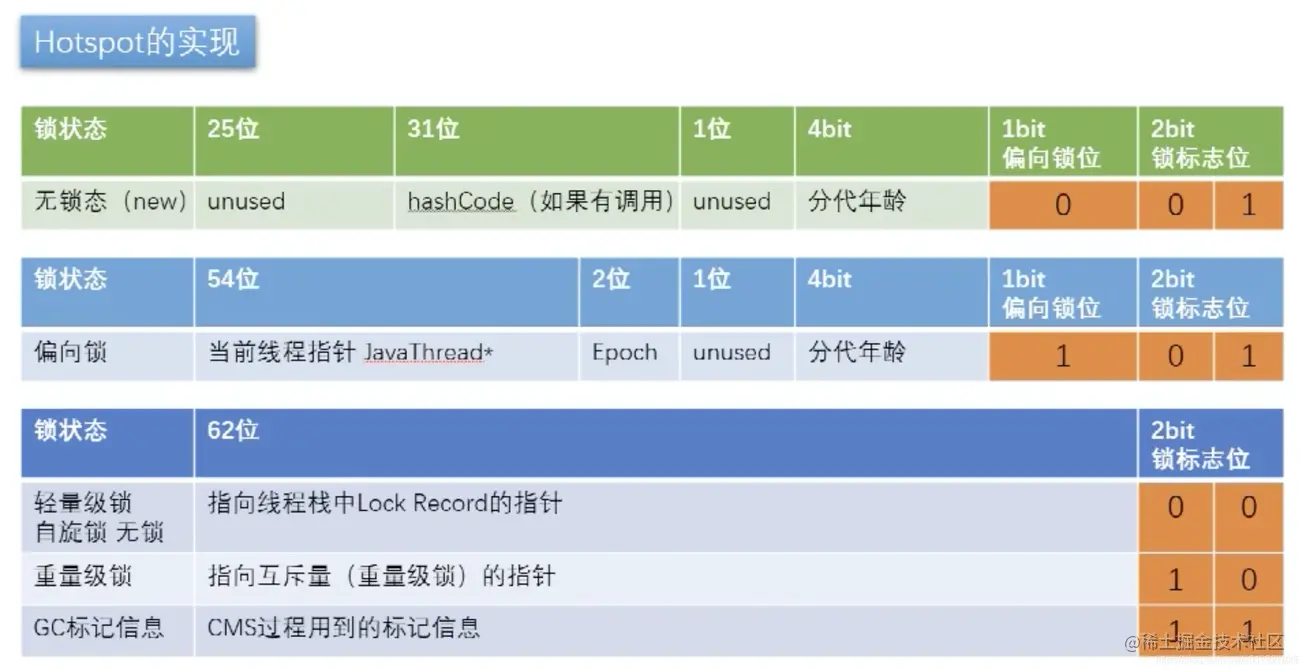 Hotspot的实现
锁状态 25位 31位 1位 4bit 1bit 2bit
偏向锁位 锁标志位
无锁态（new） unused hashCode（如果有调用） unused 分代年龄 0 0 1
锁状态 54位 2位 1位 4bit 1bit 2bit
偏向锁位 锁标志位
偏向锁 当前线程指针 JavaThread* Epoch unused 分代年龄 1 0 1
锁状态 62位 2bit
锁标志位
轻量级锁 指向线程栈中Lock Record的指针 0 0
自旋锁 无锁
重量级锁 指向互斥量（重量级锁）的指针 1 0
GC标记信息 CMS过程用到的标记信息 1 1
@稀土掘金技术社区